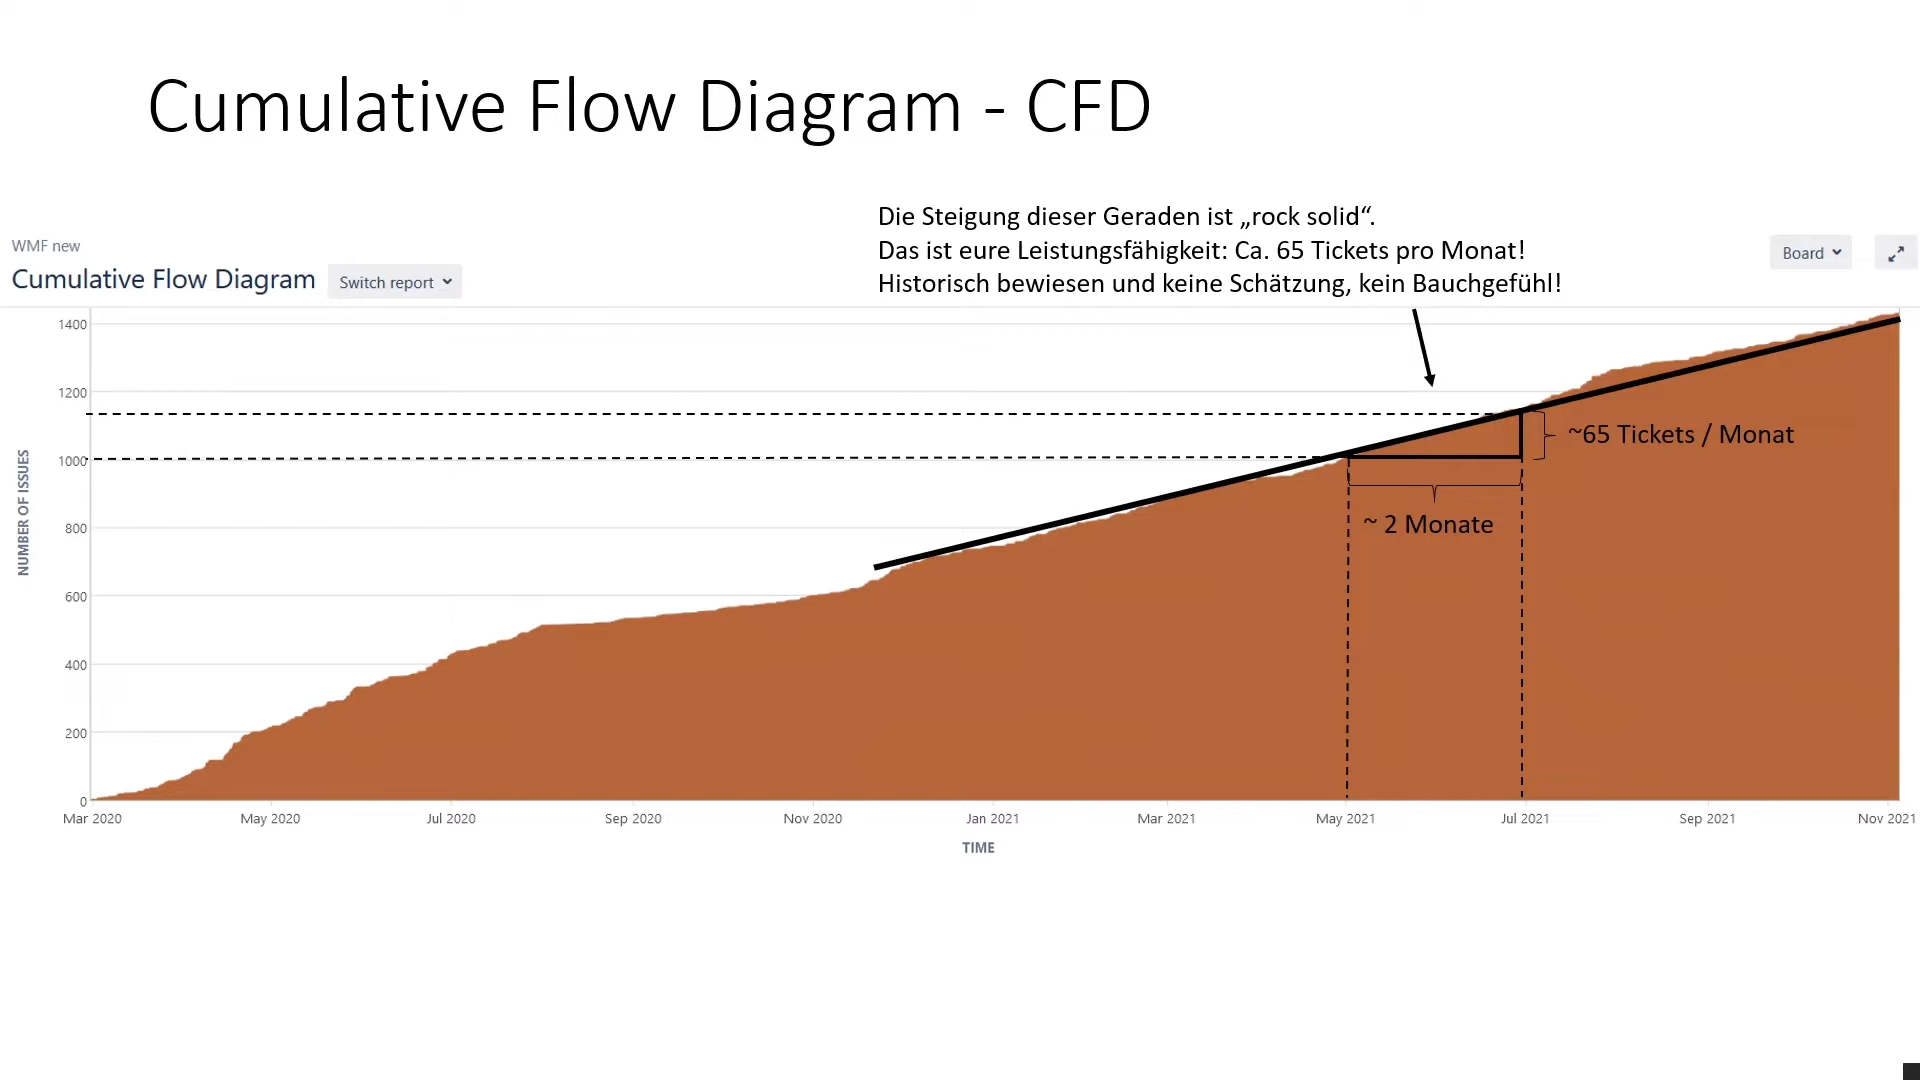 Cumulative Flow Diagram - CFD
Die Steigung dieser Geraden ist „rock solid“.
Das ist eure Leistungsfähigkeit: Ca. 65 Tickets pro Monat!
Historisch bewiesen und keine Schätzung, kein Bauchgefühl!
WMF new
Cumulative Flow Diagram
Switch report
Board
1400
1200
1000
800
600
400
200
0
NUMBER OF ISSUES
~65 Tickets / Monat
~ 2 Monate
Mar 2020 May 2020 Jul 2020 Sep 2020 Nov 2020 Jan 2021 Mar 2021 May 2021 Jul 2021 Sep 2021 Nov 2021
TIME